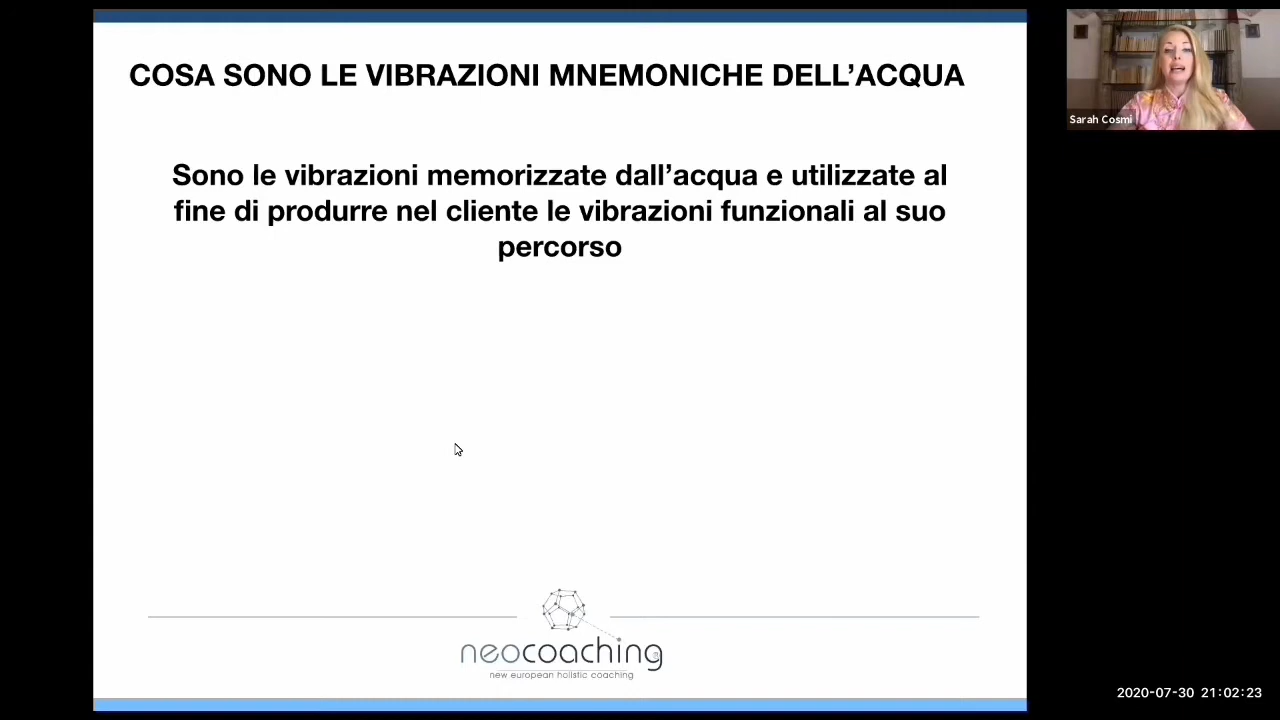 COSA SONO LE VIBRAZIONI MNEMONICHE DELL'ACQUA
Sono le vibrazioni memorizzate dall'acqua e utilizzate al
fine di produrre nel cliente le vibrazioni funzionali al suo
percorso
neocoaching
new european holistic coaching
Sarah Cosmi
2020-07-30 21:02:23